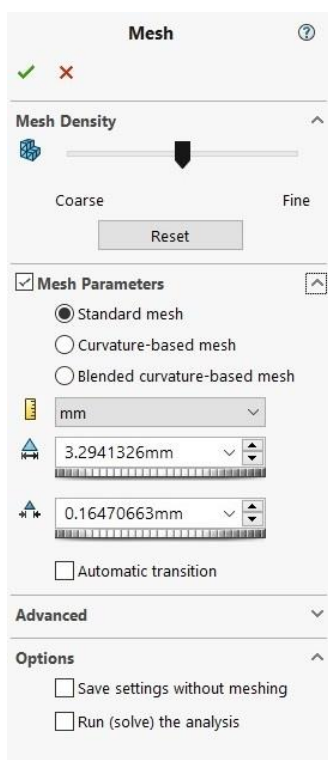 Mesh
Mesh Density
Coarse Fine
Reset
Mesh Parameters
Standard mesh
Curvature-based mesh
Blended curvature-based mesh
mm
3.2941326mm
0.16470663mm
Automatic transition
Advanced
Options
Save settings without meshing
Run (solve) the analysis